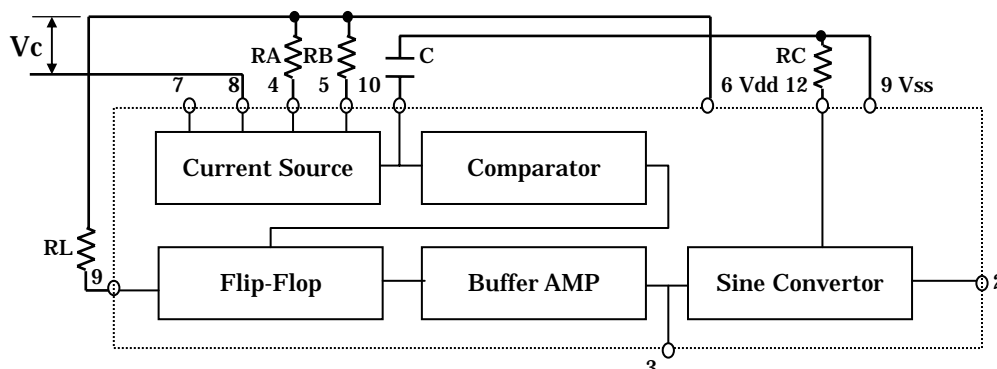 Vc
RA
RB
C
RC
7
8
4
5
10
6 Vdd
12
9 Vss
Current Source
Comparator
RL
9
Flip-Flop
Buffer AMP
Sine Convertor
2
3